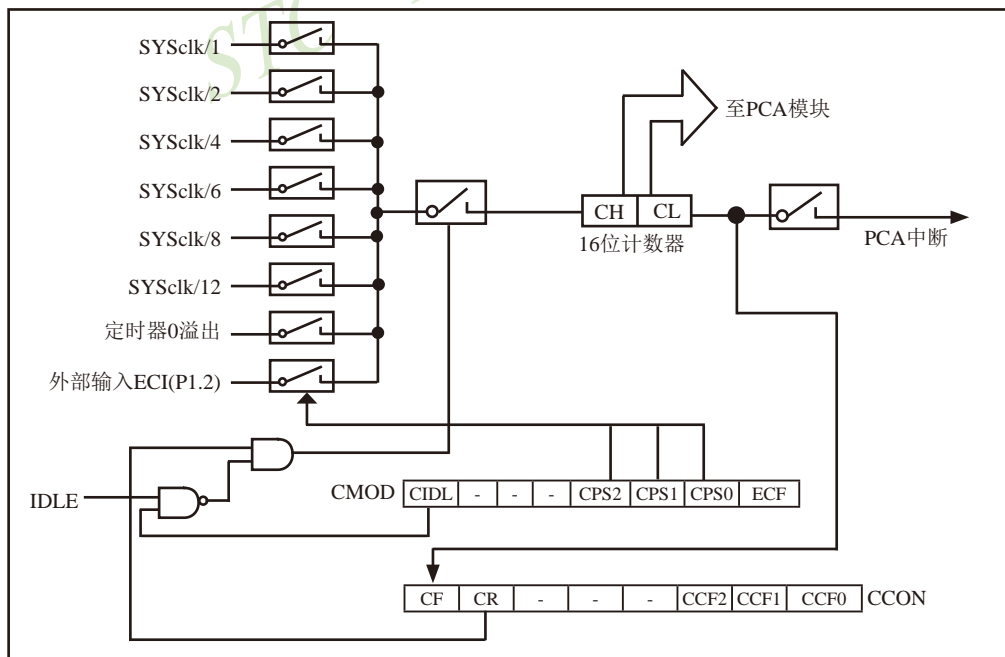 STC
SYSclk/1
SYSclk/2
SYSclk/4
SYSclk/6
SYSclk/8
SYSclk/12
定时器0溢出
外部输入ECI(P1.2)
至PCA模块
CH CL
16位计数器
PCA中断
IDLE
CMOD CIDL - - - CPS2 CPS1 CPS0 ECF
CF CR - - - CCF2 CCF1 CCF0 CCON